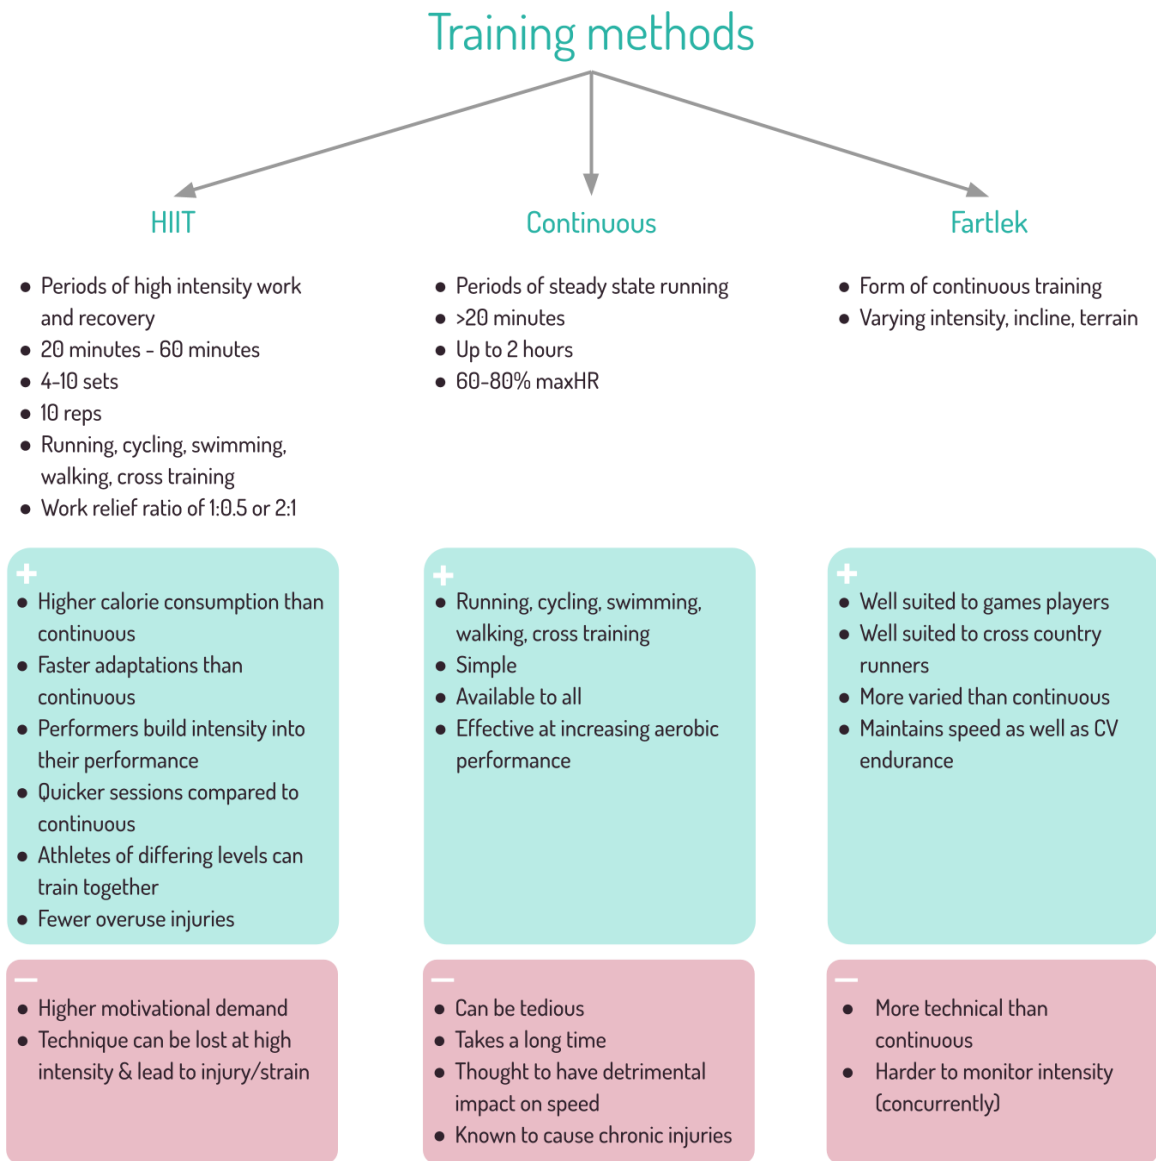 Training methods
HIIT
● Periods of high intensity work
and recovery
● 20 minutes - 60 minutes
● 4-10 sets
● 10 reps
● Running, cycling, swimming,
walking, cross training
● Work relief ratio of 1:0.5 or 2:1
+
● Higher calorie consumption than
continuous
● Faster adaptations than
continuous
● Performers build intensity into
their performance
● Quicker sessions compared to
continuous
● Athletes of differing levels can
train together
● Fewer overuse injuries
–
● Higher motivational demand
● Technique can be lost at high
intensity & lead to injury/strain
Continuous
● Periods of steady state running
● >20 minutes
● Up to 2 hours
● 60-80% maxHR
+
● Running, cycling, swimming,
walking, cross training
● Simple
● Available to all
● Effective at increasing aerobic
performance
–
● Can be tedious
● Takes a long time
● Thought to have detrimental
impact on speed
● Known to cause chronic injuries
Fartlek
● Form of continuous training
● Varying intensity, incline, terrain
+
● Well suited to games players
● Well suited to cross country
runners
● More varied than continuous
● Maintains speed as well as CV
endurance
–
● More technical than
continuous
● Harder to monitor intensity
(concurrently)